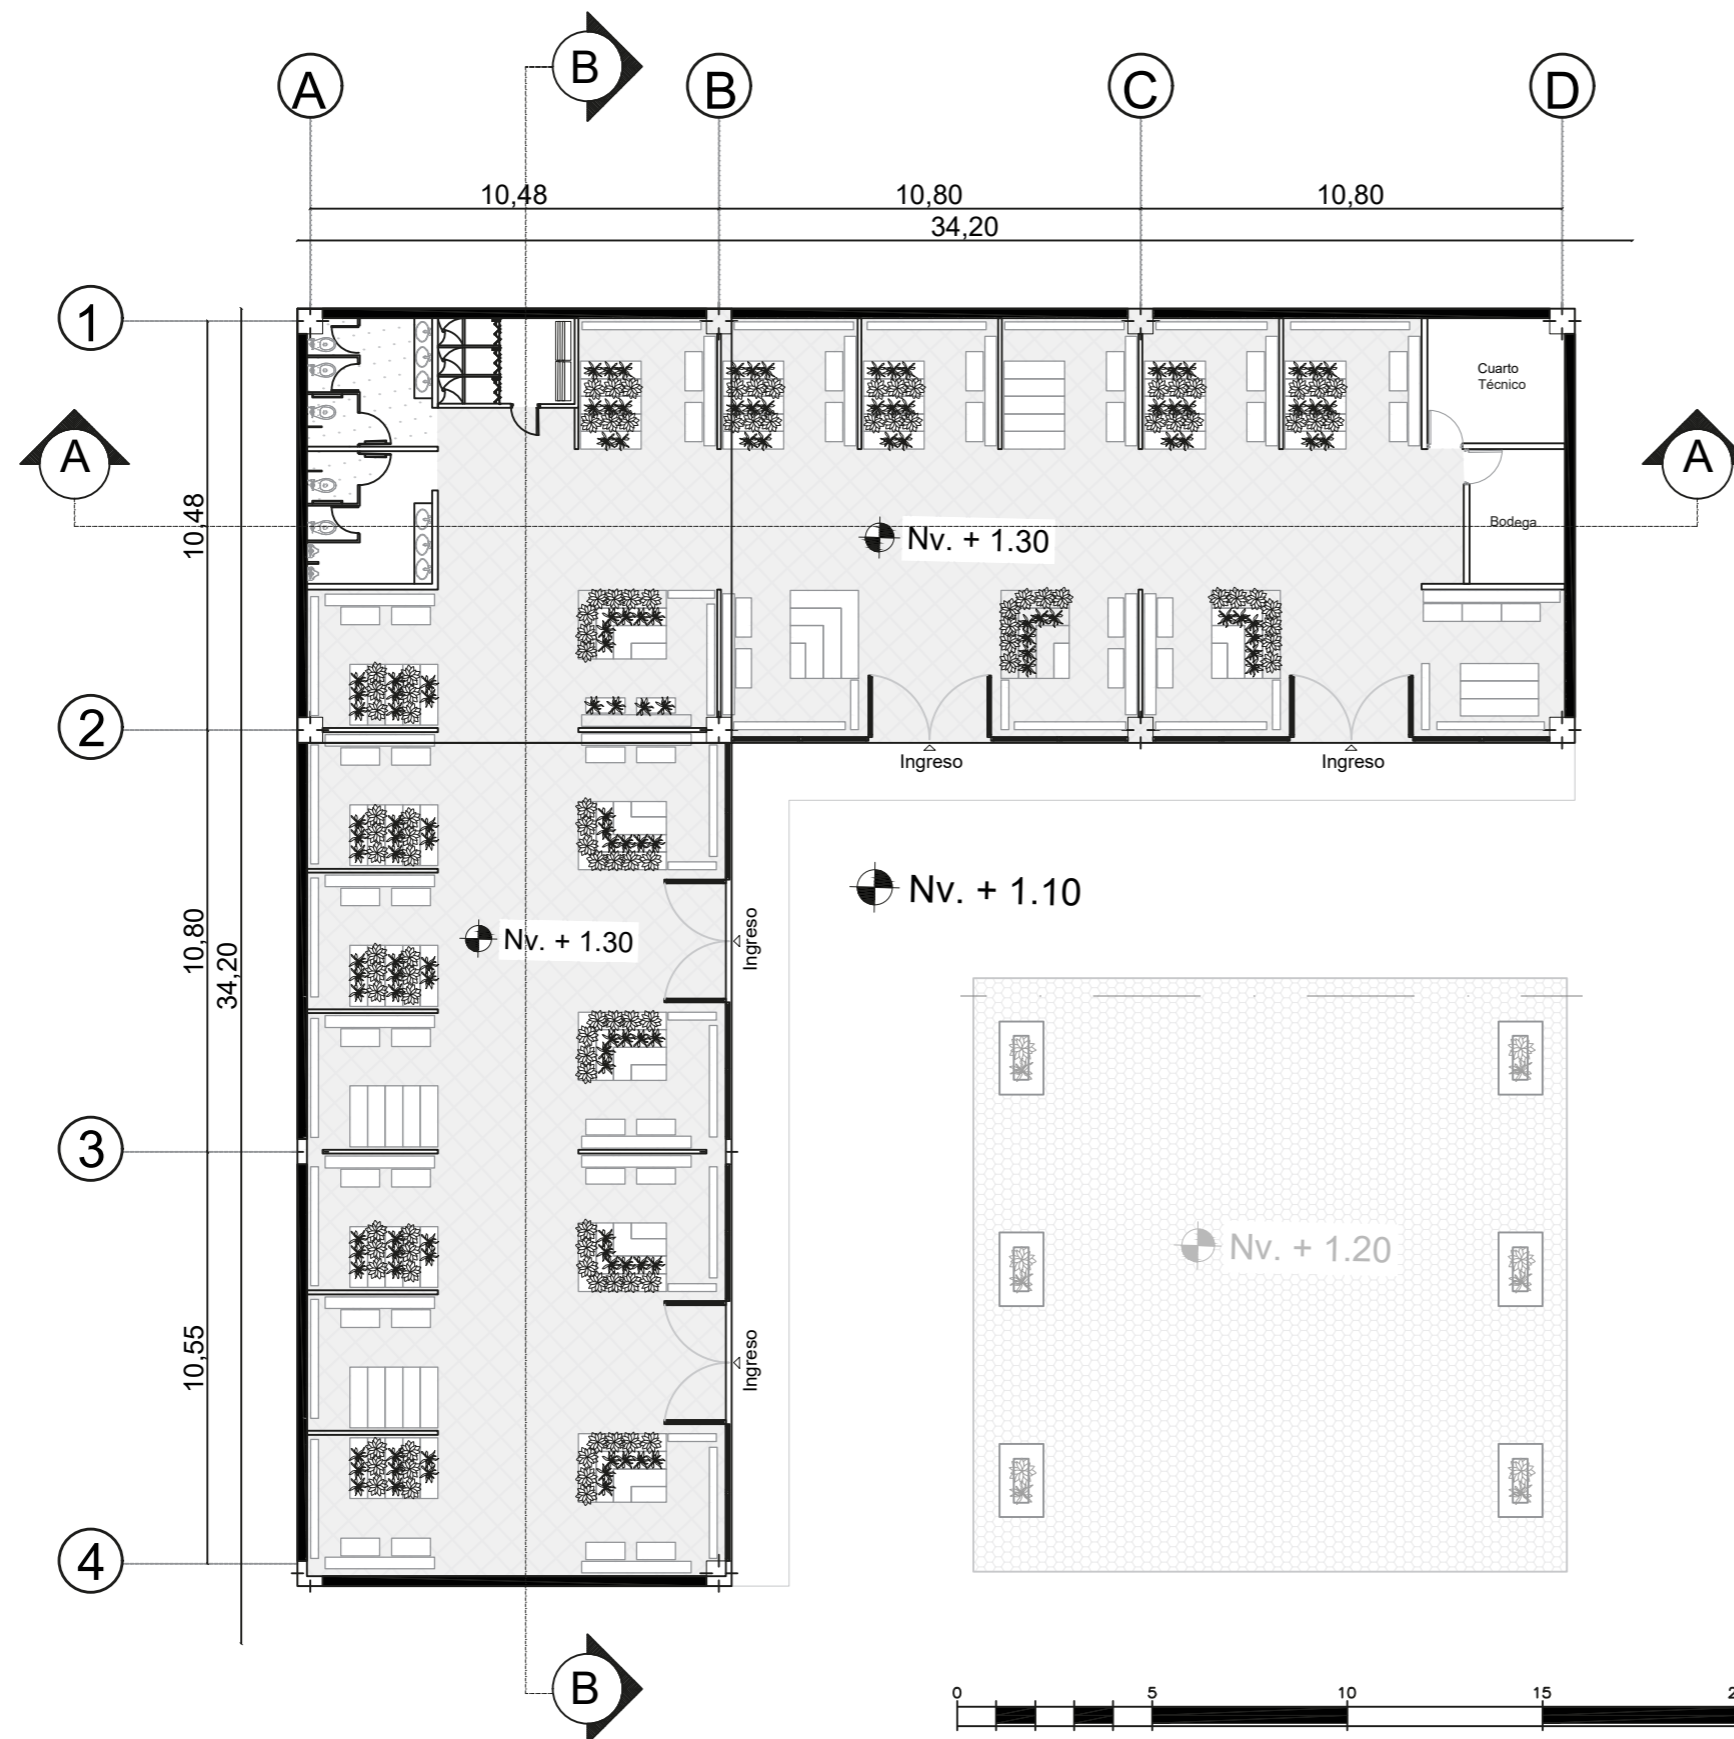 B
A B C D
10,48 10,80 10,80
34,20
1
Cuarto
Técnico
A A
10,48
Nv. + 1.30
Bodega
2
Ingreso Ingreso
Nv. + 1.10
10,80
34,20
Nv. + 1.30
Ingreso
3
Nv. + 1.20
10,55
Ingreso
4
B
0 5 10 15